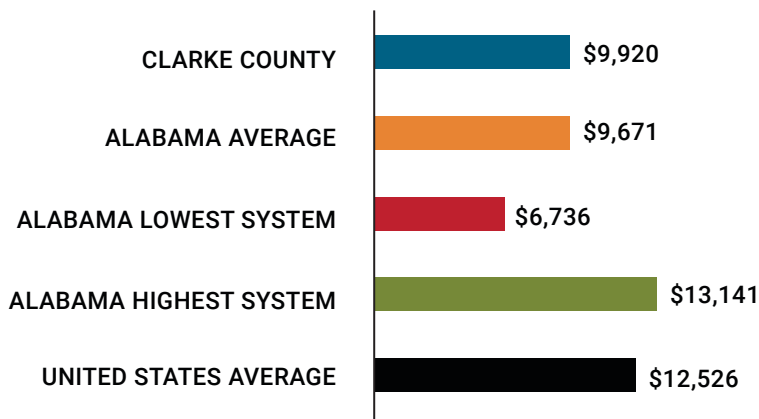 CLARKE COUNTY $9,920
ALABAMA AVERAGE $9,671
ALABAMA LOWEST SYSTEM $6,736
ALABAMA HIGHEST SYSTEM $13,141
UNITED STATES AVERAGE $12,526